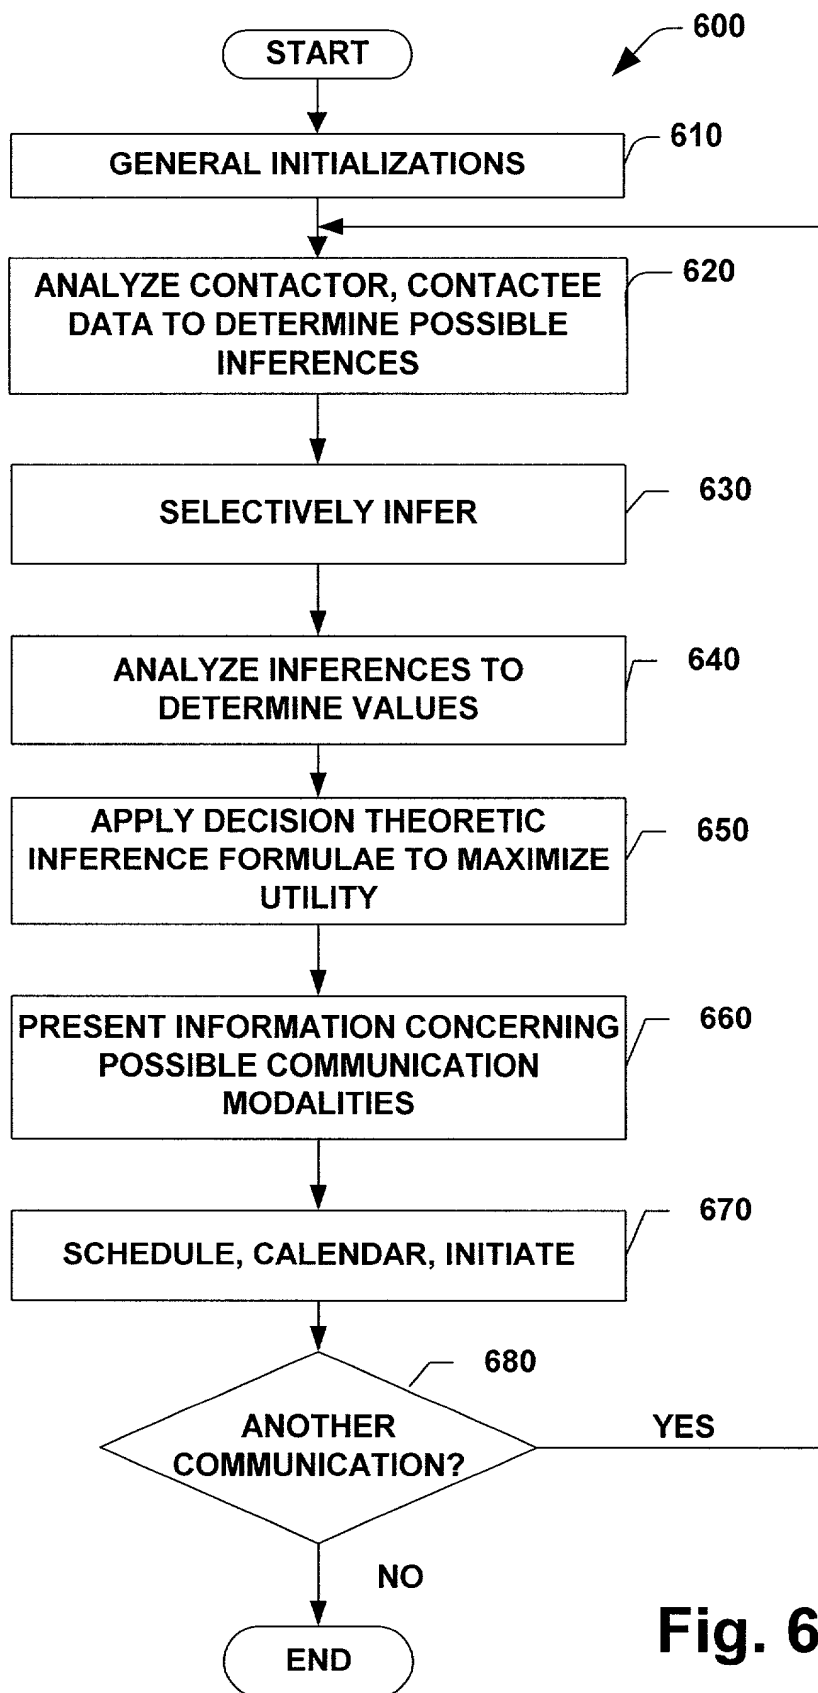 START
600
GENERAL INITIALIZATIONS
610
ANALYZE CONTACTOR, CONTACTEE
DATA TO DETERMINE POSSIBLE
INFERENCES
620
SELECTIVELY INFER
630
ANALYZE INFERENCES TO
DETERMINE VALUES
640
APPLY DECISION THEORETIC
INFERENCE FORMULAE TO MAXIMIZE
UTILITY
650
PRESENT INFORMATION CONCERNING
POSSIBLE COMMUNICATION
MODALITIES
660
SCHEDULE, CALENDAR, INITIATE
670
ANOTHER
COMMUNICATION?
680
YES
NO
END
Fig. 6